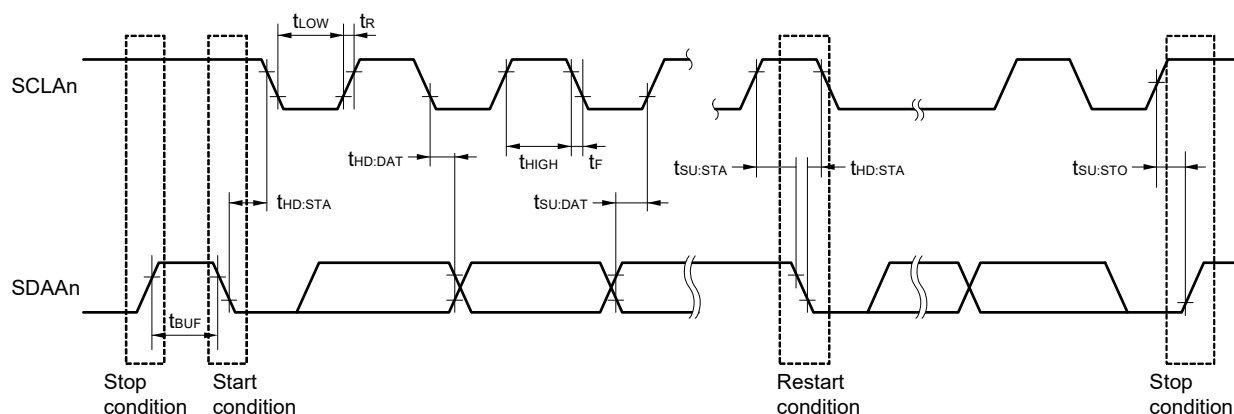 tLOW
tR
SCLAn
tHD:DAT
tHIGH
tF
tSU:STA
tHD:STA
tSU:STO
tHD:STA
tSU:DAT
SDAAn
tBUF
Stop
condition
Start
condition
Restart
condition
Stop
condition